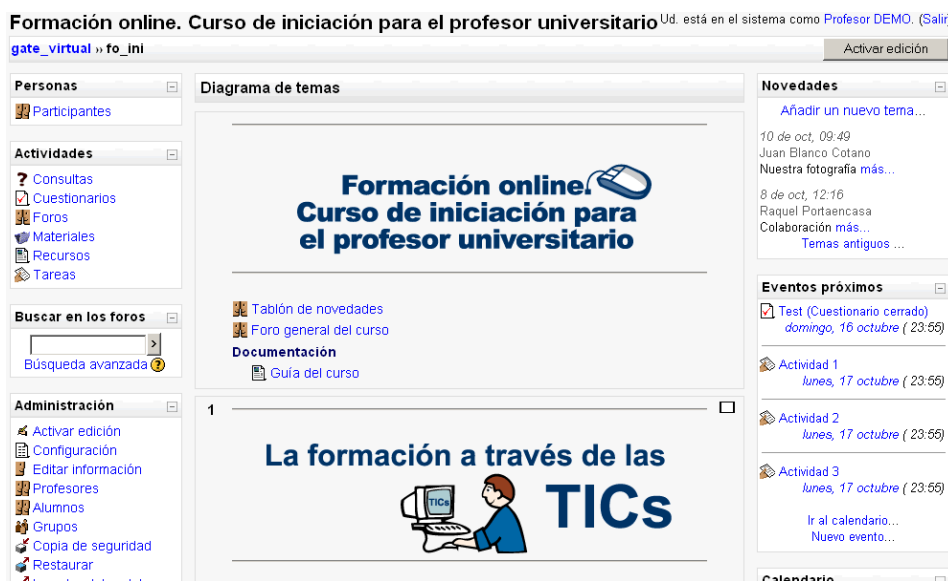 Formación online. Curso de iniciación para el profesor universitario
Ud. está en el sistema como Profesor DEMO. (Salir
gate_virtual » fo_ini
Activar edición
Personas
Participantes
Actividades
Consultas
Cuestionarios
Foros
Materiales
Recursos
Tareas
Buscar en los foros
>
Búsqueda avanzada ?
Administración
Activar edición
Configuración
Editar información
Profesores
Alumnos
Grupos
Copia de seguridad
Restaurar
Diagrama de temas
Formación online.
Curso de iniciación para
el profesor universitario
Tablón de novedades
Foro general del curso
Documentación
Guía del curso
1
La formación a través de las
TICs
TICs
Novedades
Añadir un nuevo tema...
10 de oct, 09:49
Juan Blanco Cotano
Nuestra fotografía más...
8 de oct, 12:16
Raquel Portaencasa
Colaboración más...
Temas antiguos ...
Eventos próximos
Test (Cuestionario cerrado)
domingo, 16 octubre ( 23:55)
Actividad 1
lunes, 17 octubre ( 23:55)
Actividad 2
lunes, 17 octubre ( 23:55)
Actividad 3
lunes, 17 octubre ( 23:55)
Ir al calendario...
Nuevo evento...
Calendario